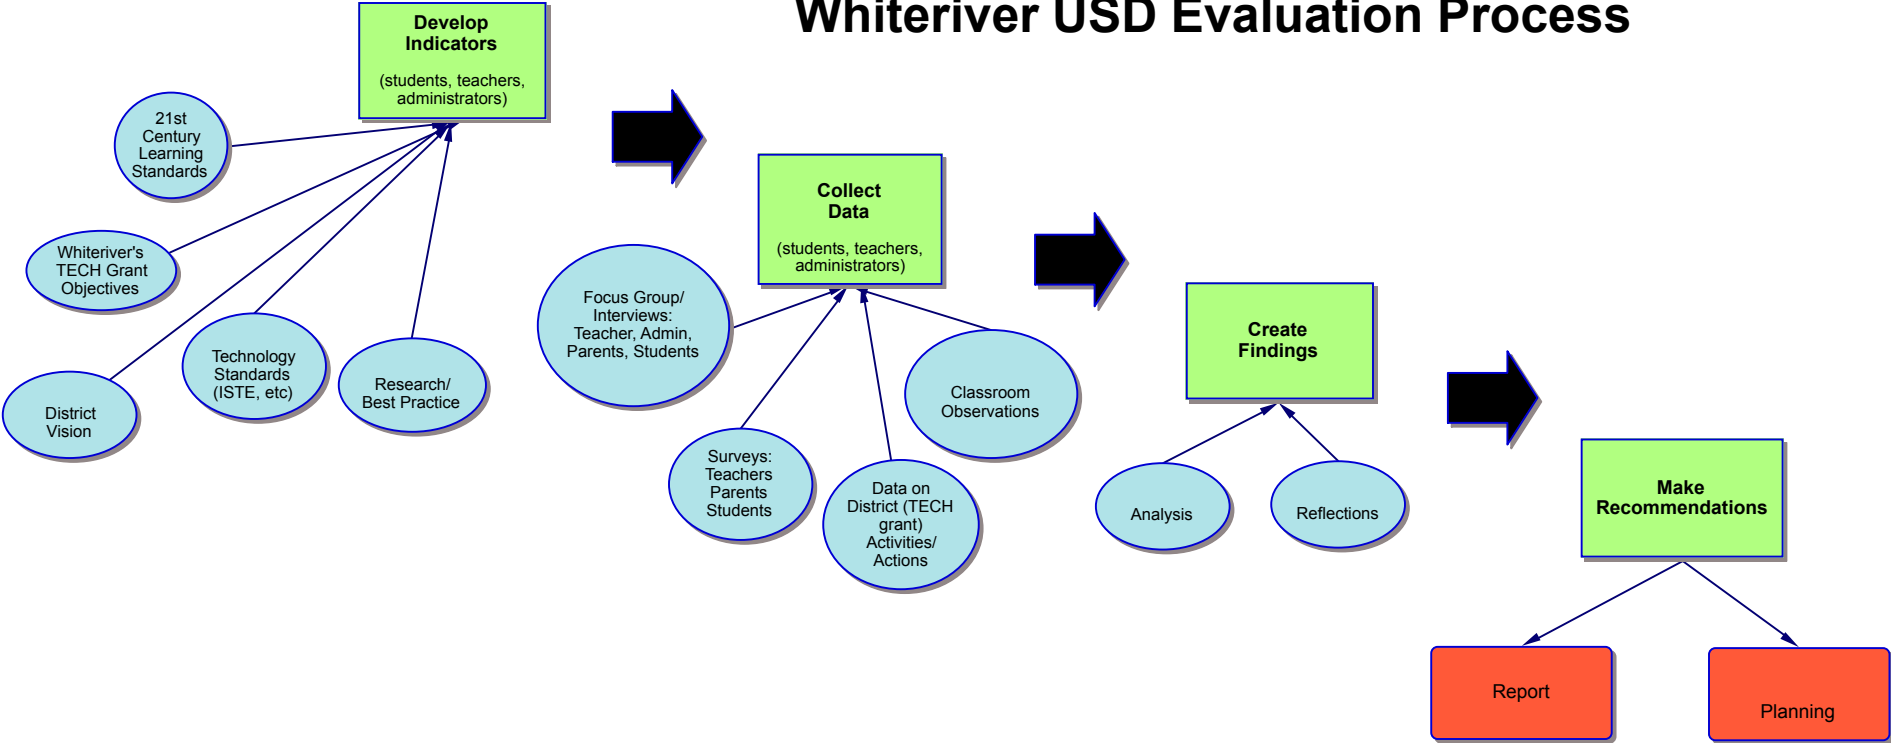 Whiteriver USD Evaluation Process
Develop
Indicators
(students, teachers,
administrators)
21st
Century
Learning
Standards
Whiteriver's
TECH Grant
Objectives
District
Vision
Technology
Standards
(ISTE, etc)
Research/
Best Practice
Collect
Data
(students, teachers,
administrators)
Focus Group/
Interviews:
Teacher, Admin,
Parents, Students
Surveys:
Teachers
Parents
Students
Data on
District (TECH
grant)
Activities/
Actions
Classroom
Observations
Create
Findings
Analysis
Reflections
Make
Recommendations
Report
Planning